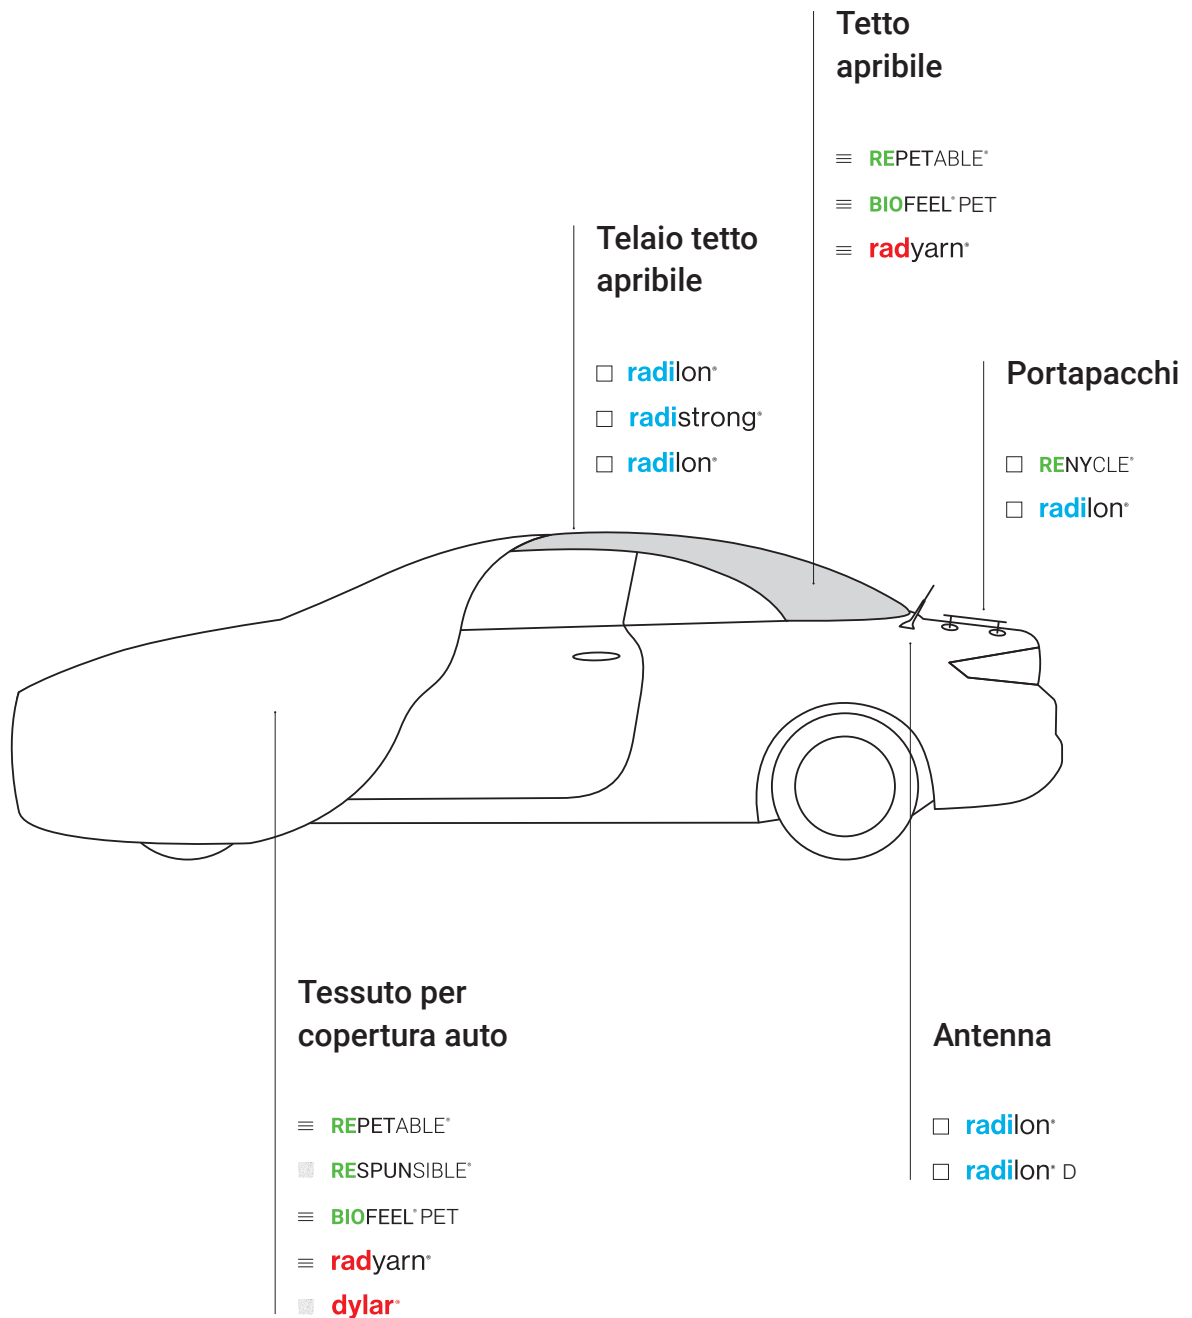 Tetto
apribile
REPETABLE®
BIOFEEL® PET
radyarn®
Telaio tetto
apribile
radilon®
radistrong®
radilon®
Portapacchi
RENYCLE®
radilon®
Tessuto per
copertura auto
REPETABLE®
RESPUNSIBLE®
BIOFEEL® PET
radyarn®
dylar®
Antenna
radilon®
radilon® D